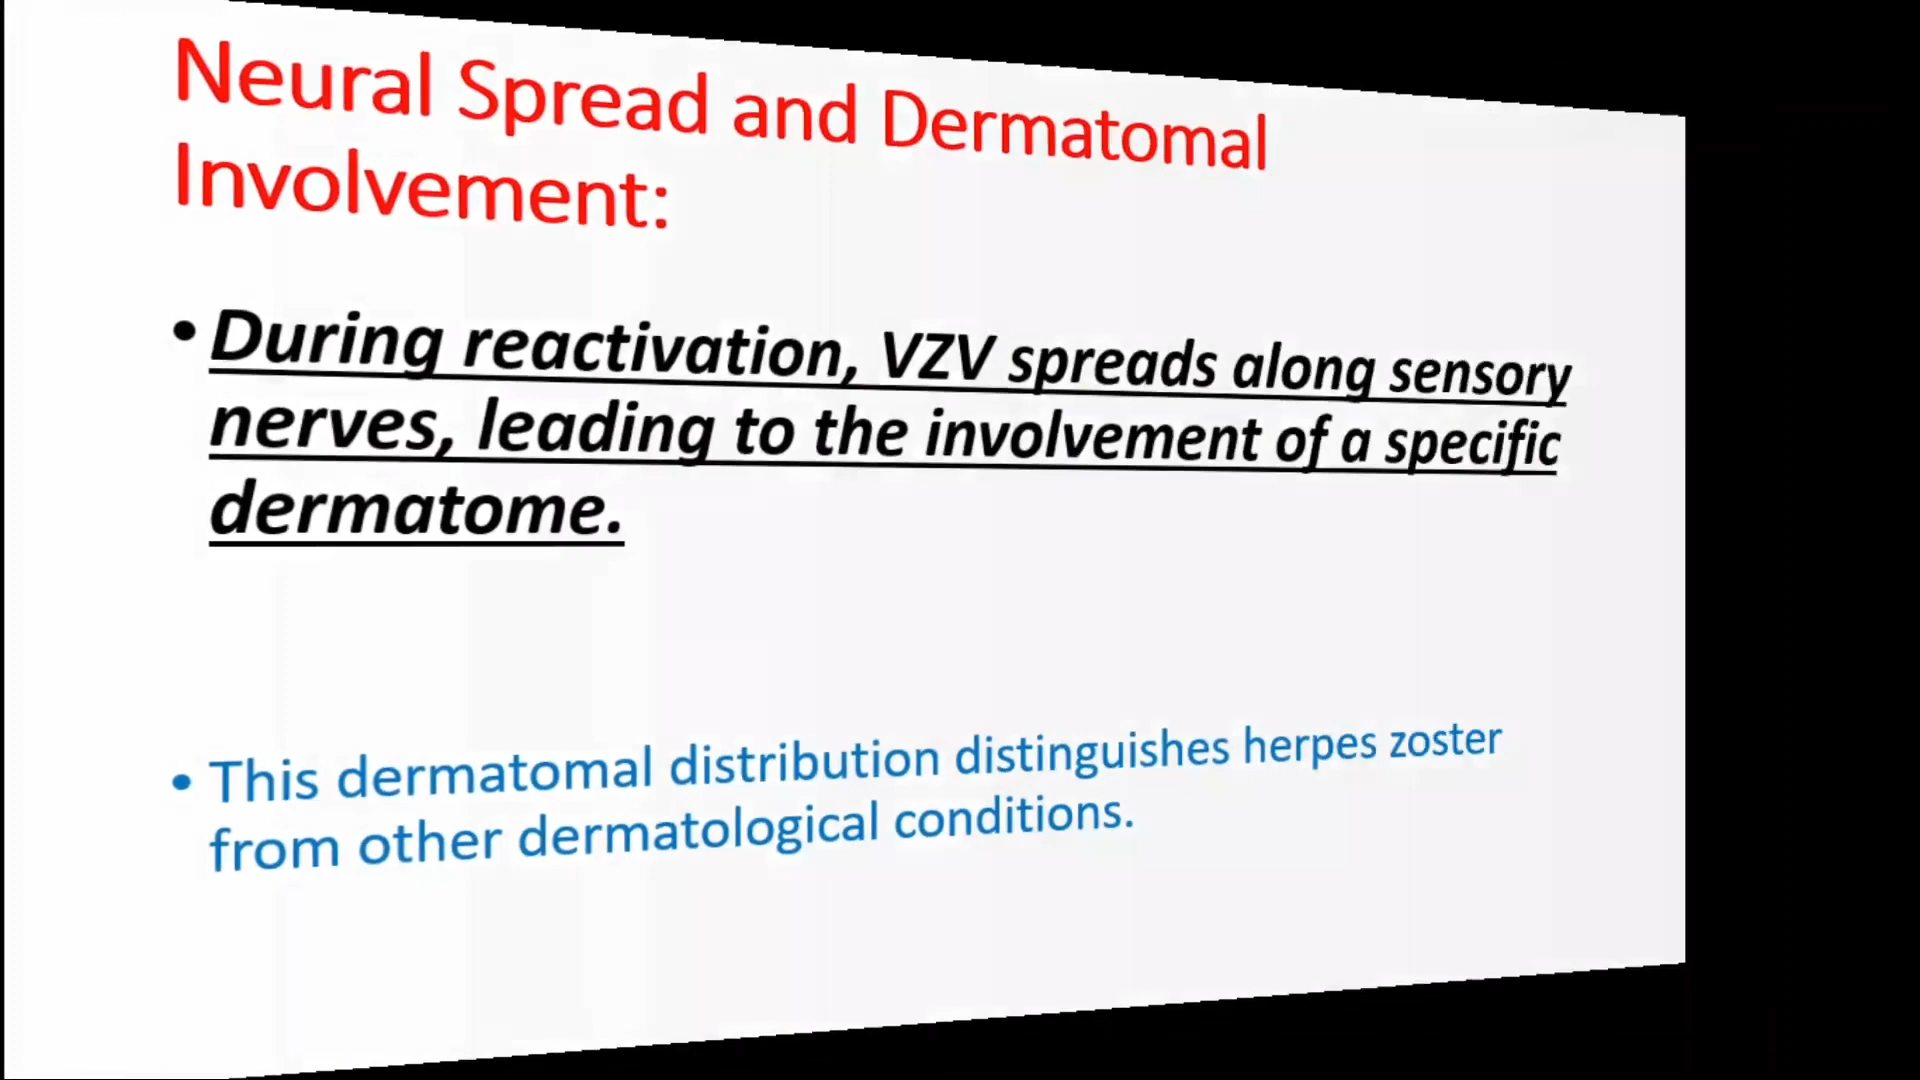 Neural Spread and Dermatomal
Involvement:
• During reactivation, VZV spreads along sensory
nerves, leading to the involvement of a specific
dermatome.
• This dermatomal distribution distinguishes herpes zoster
from other dermatological conditions.